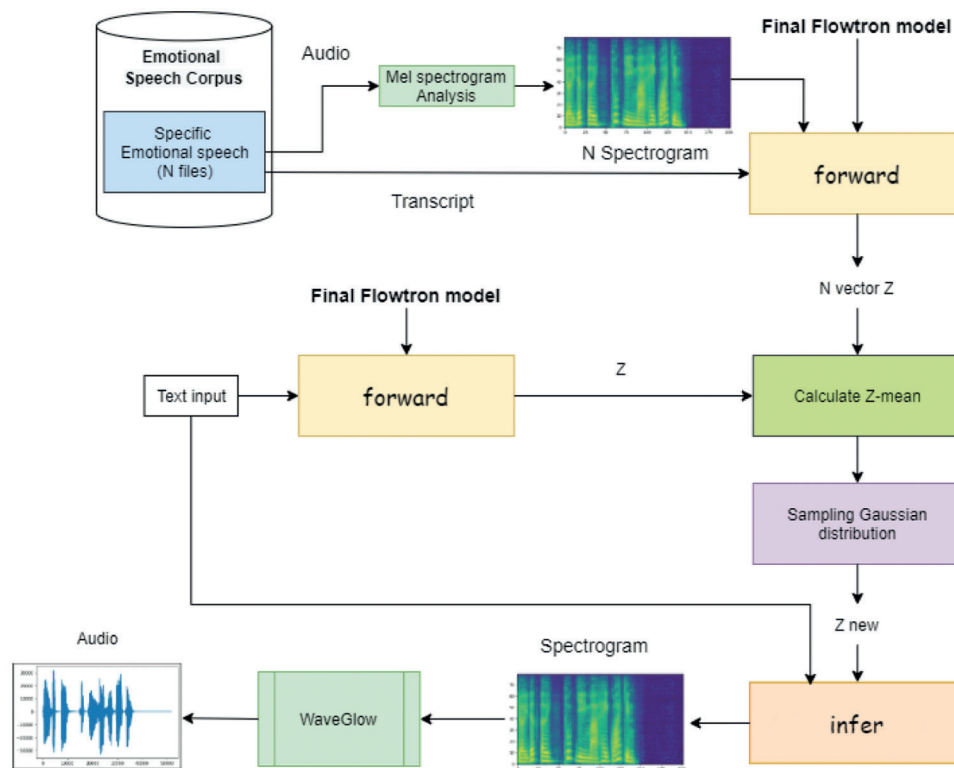 Emotional
Speech Corpus
Audio
Final Flowtron model
Mel spectrogram
Analysis
Specific
Emotional speech
(N files)
N Spectrogram
forward
Transcript
N vector Z
Final Flowtron model
Text input
forward
Z
Calculate Z-mean
Sampling Gaussian
distribution
Z new
Audio
Spectrogram
WaveGlow
infer